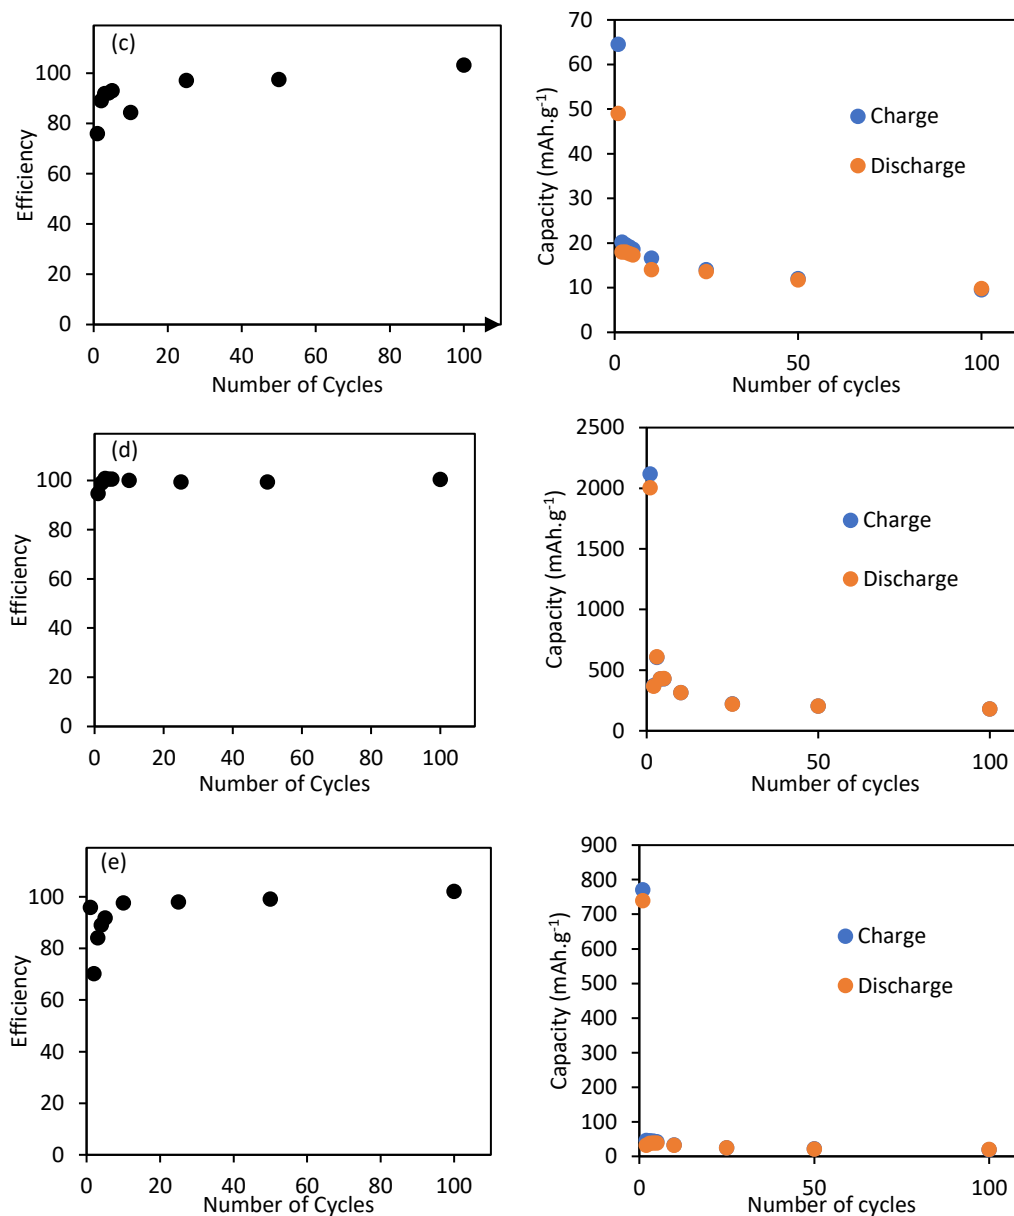 (c)
Efficiency
100
80
60
40
20
0
0 20 40 60 80 100
Number of Cycles
Capacity (mAh.g-1)
70
60
50
40
30
20
10
0
Charge
Discharge
0 50 100
Number of cycles
(d)
Efficiency
100
80
60
40
20
0
0 20 40 60 80 100
Number of Cycles
Capacity (mAh.g-1)
2500
2000
1500
1000
500
0
Charge
Discharge
0 50 100
Number of cycles
(e)
Efficiency
100
80
60
40
20
0
0 20 40 60 80 100
Number of Cycles
Capacity (mAh.g-1)
900
800
700
600
500
400
300
200
100
0
Charge
Discharge
0 50 100
Number of cycles